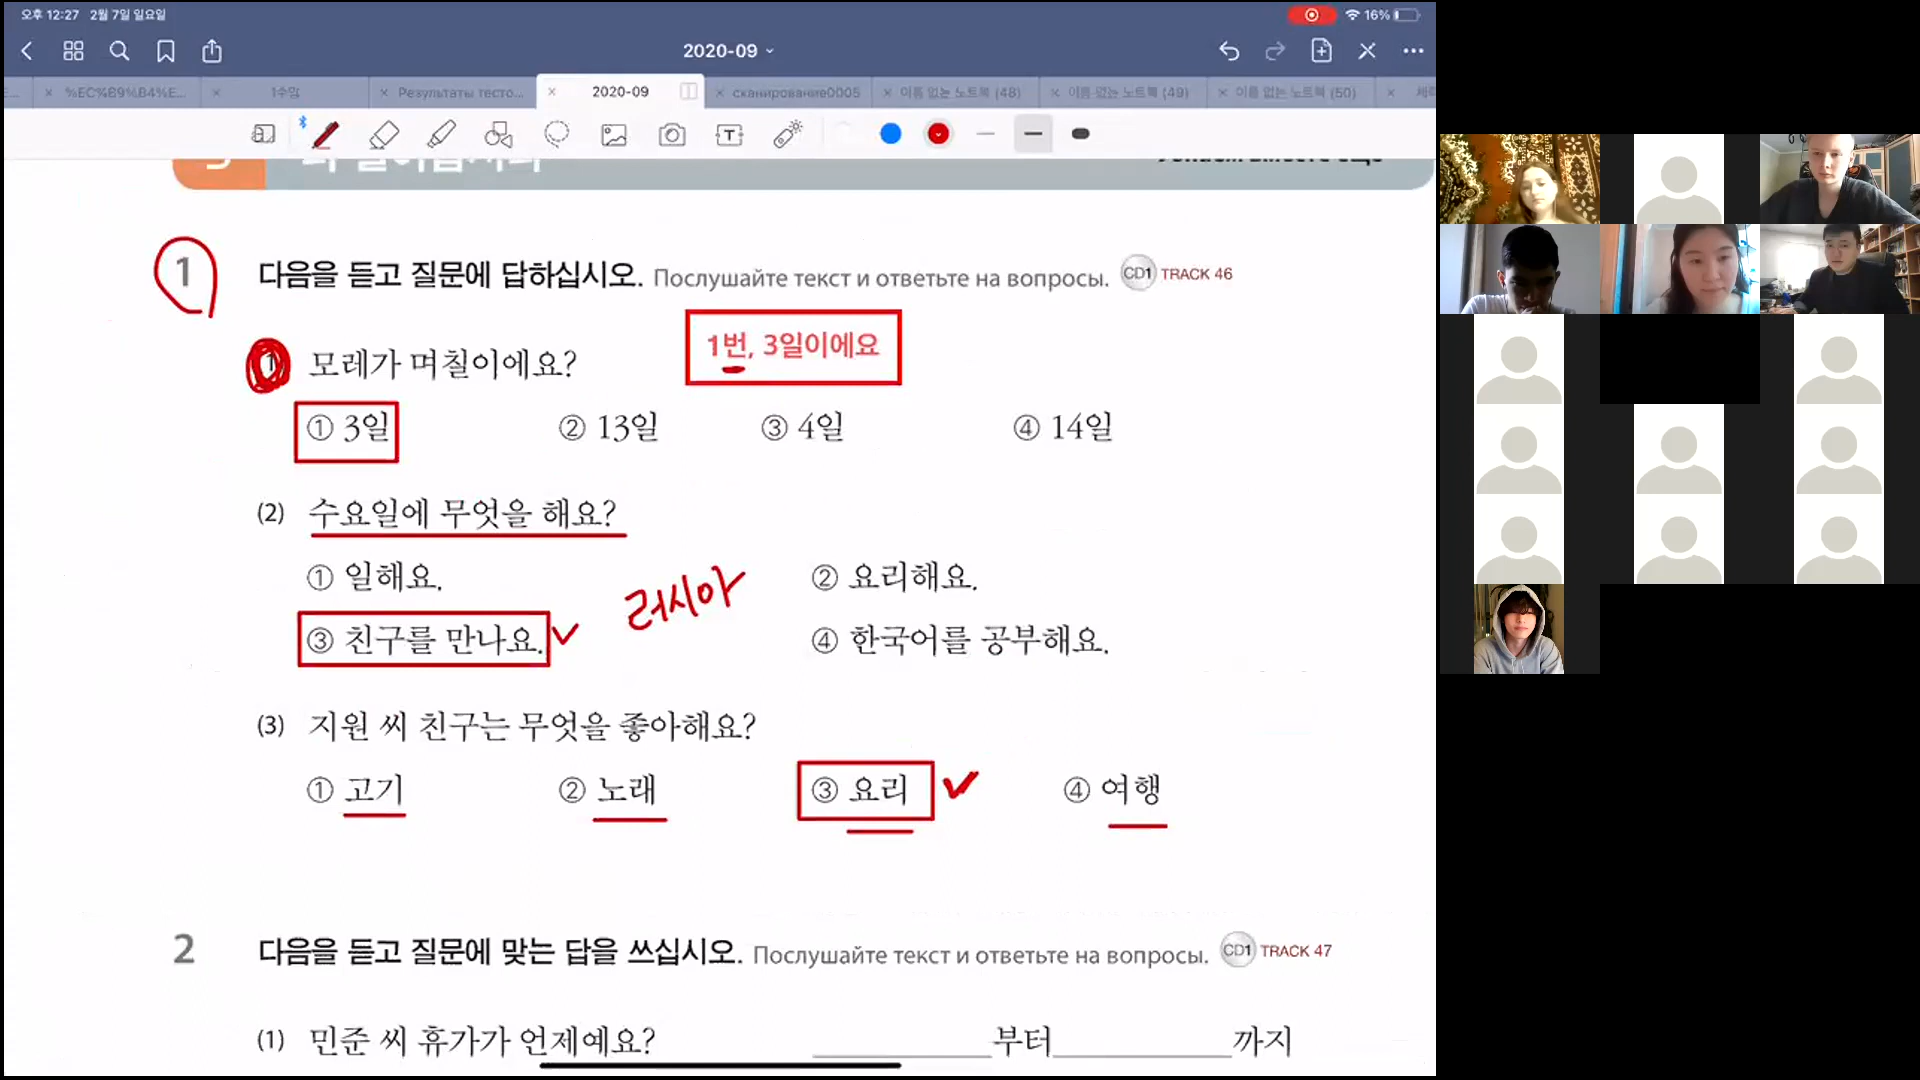 오후 12:27 2월 7일 일요일
16%
2020-09
%EC%B9%B4%E...
1수업
Результаты тесто...
2020-09
сканирование0005
이름 없는 노트북 (48)
이름 없는 노트북 (49)
이름 없는 노트북 (50)
1 다음을 듣고 질문에 답하십시오. Послушайте текст и ответьте на вопросы. CD1 TRACK 46
모레가 며칠이에요?
1번, 3일이에요
① 3일 ② 13일 ③ 4일 ④ 14일
(2) 수요일에 무엇을 해요?
① 일해요. ② 요리해요.
러시아
③ 친구를 만나요. ④ 한국어를 공부해요.
(3) 지원 씨 친구는 무엇을 좋아해요?
① 고기 ② 노래 ③ 요리 ④ 여행
2 다음을 듣고 질문에 맞는 답을 쓰십시오. Послушайте текст и ответьте на вопросы. CD1 TRACK 47
(1) 민준 씨 휴가가 언제예요? 부터 까지